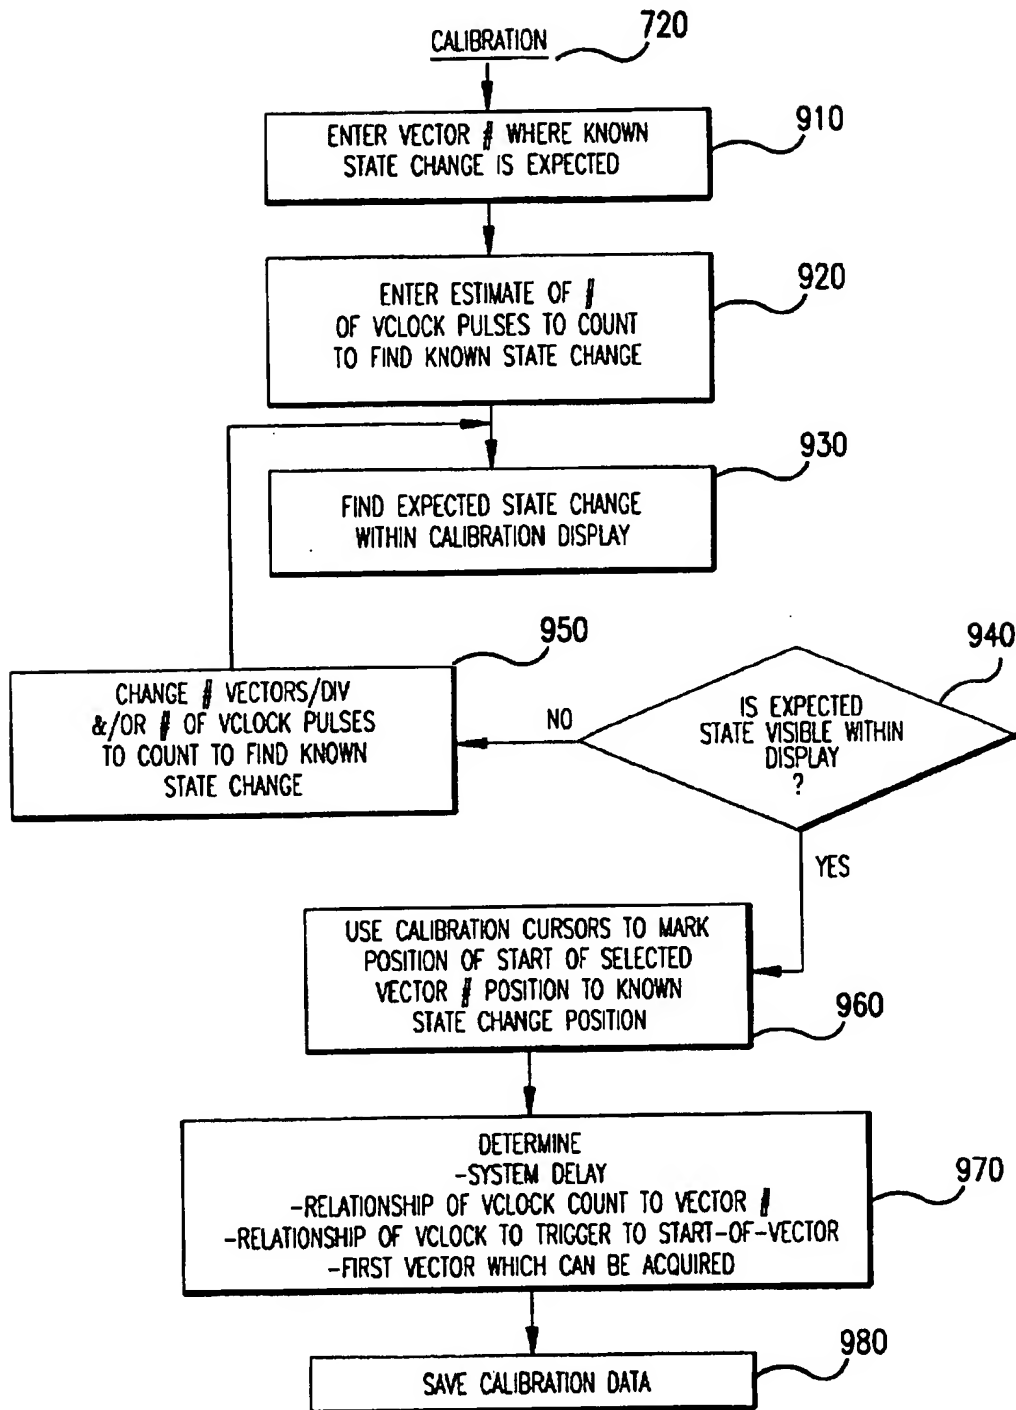 CALIBRATION
720
ENTER VECTOR # WHERE KNOWN
STATE CHANGE IS EXPECTED
910
ENTER ESTIMATE OF #
OF VCLOCK PULSES TO COUNT
TO FIND KNOWN STATE CHANGE
920
FIND EXPECTED STATE CHANGE
WITHIN CALIBRATION DISPLAY
930
IS EXPECTED
STATE VISIBLE WITHIN
DISPLAY
?
940
NO
CHANGE # VECTORS/DIV
&/OR # OF VCLOCK PULSES
TO COUNT TO FIND KNOWN
STATE CHANGE
950
YES
USE CALIBRATION CURSORS TO MARK
POSITION OF START OF SELECTED
VECTOR # POSITION TO KNOWN
STATE CHANGE POSITION
960
DETERMINE
-SYSTEM DELAY
-RELATIONSHIP OF VCLOCK COUNT TO VECTOR #
-RELATIONSHIP OF VCLOCK TO TRIGGER TO START-OF-VECTOR
-FIRST VECTOR WHICH CAN BE ACQUIRED
970
SAVE CALIBRATION DATA
980